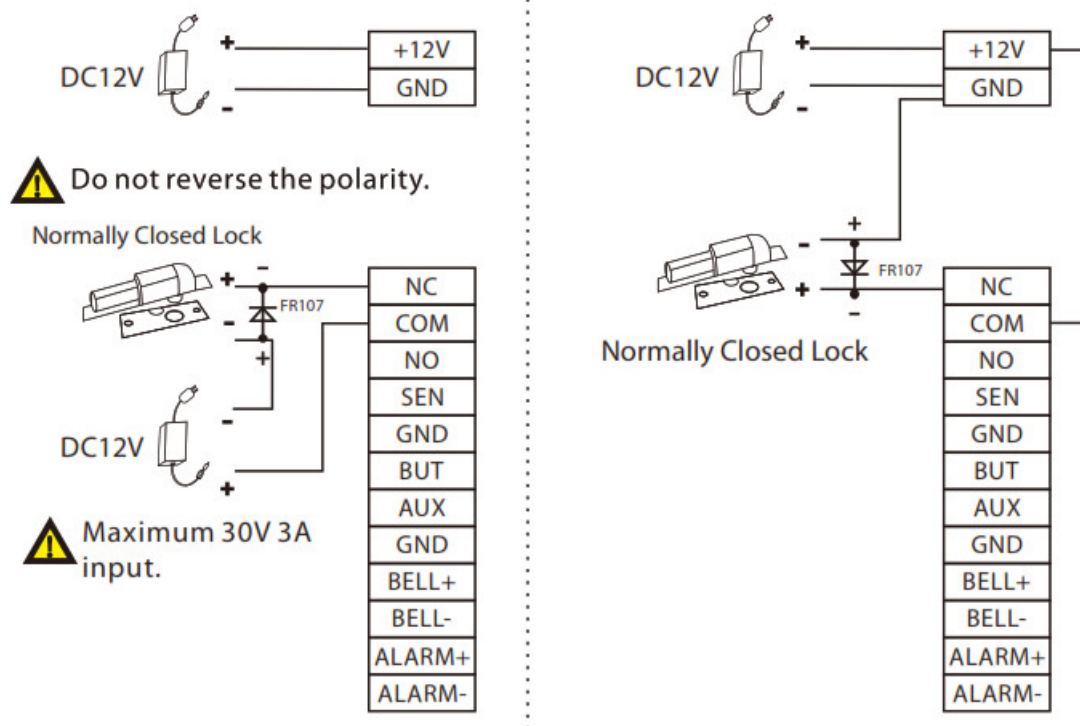 +
+12V
DC12V
GND
-
Do not reverse the polarity.
Normally Closed Lock
+
-
NC
FR107
-
COM
+
NO
SEN
-
GND
DC12V
BUT
+
AUX
Maximum 30V 3A
input.
GND
BELL+
BELL-
ALARM+
ALARM-
+
+12V
DC12V
GND
-
+
-
FR107
+
NC
-
COM
Normally Closed Lock
NO
SEN
GND
BUT
AUX
GND
BELL+
BELL-
ALARM+
ALARM-